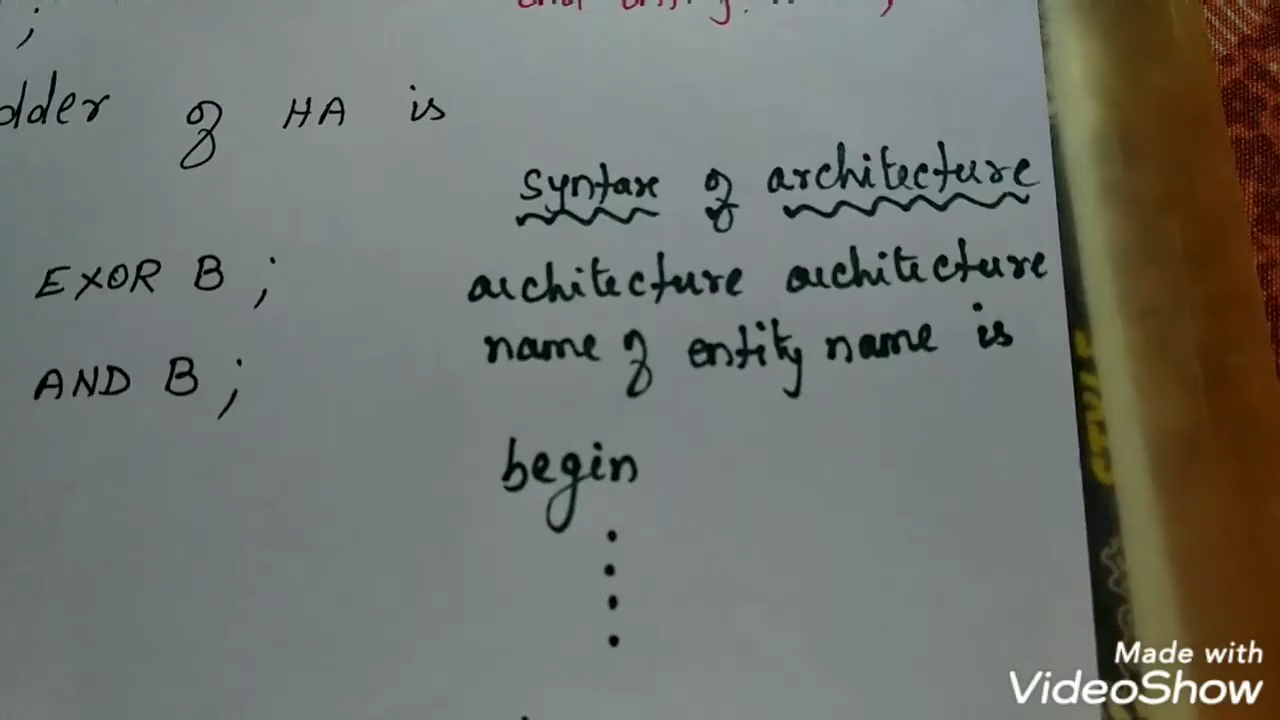 ;
dder of HA is
syntax of architecture
EXOR B ;
architecture architecture
name of entity name is
AND B ;
begin
Made with
VideoShow